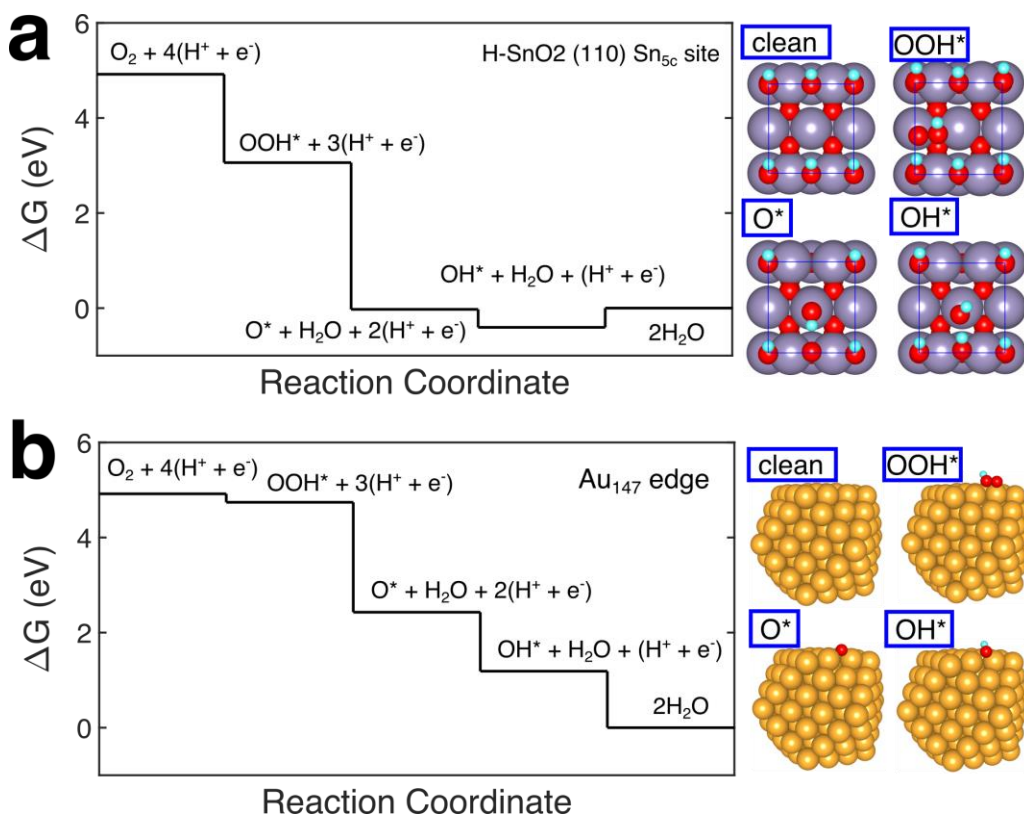 a
6
4
2
0
ΔG (eV)
O₂ + 4(H⁺ + e⁻)
H-SnO2 (110) Sn₅c site
OOH* + 3(H⁺ + e⁻)
OH* + H₂O + (H⁺ + e⁻)
O* + H₂O + 2(H⁺ + e⁻)
2H₂O
Reaction Coordinate
clean
OOH*
O*
OH*
b
6
4
2
0
ΔG (eV)
O₂ + 4(H⁺ + e⁻)
OOH* + 3(H⁺ + e⁻)
Au₁₄₇ edge
O* + H₂O + 2(H⁺ + e⁻)
OH* + H₂O + (H⁺ + e⁻)
2H₂O
Reaction Coordinate
clean
OOH*
O*
OH*